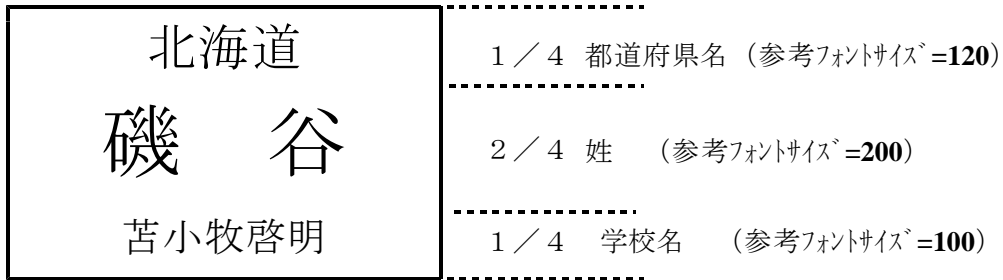 北海道
１／４ 都道府県名（参考ﾌｫﾝﾄｻｲｽﾞ=120）
磯　谷
２／４ 姓　（参考ﾌｫﾝﾄｻｲｽﾞ=200）
苫小牧啓明
１／４　学校名　（参考ﾌｫﾝﾄｻｲｽﾞ=100）